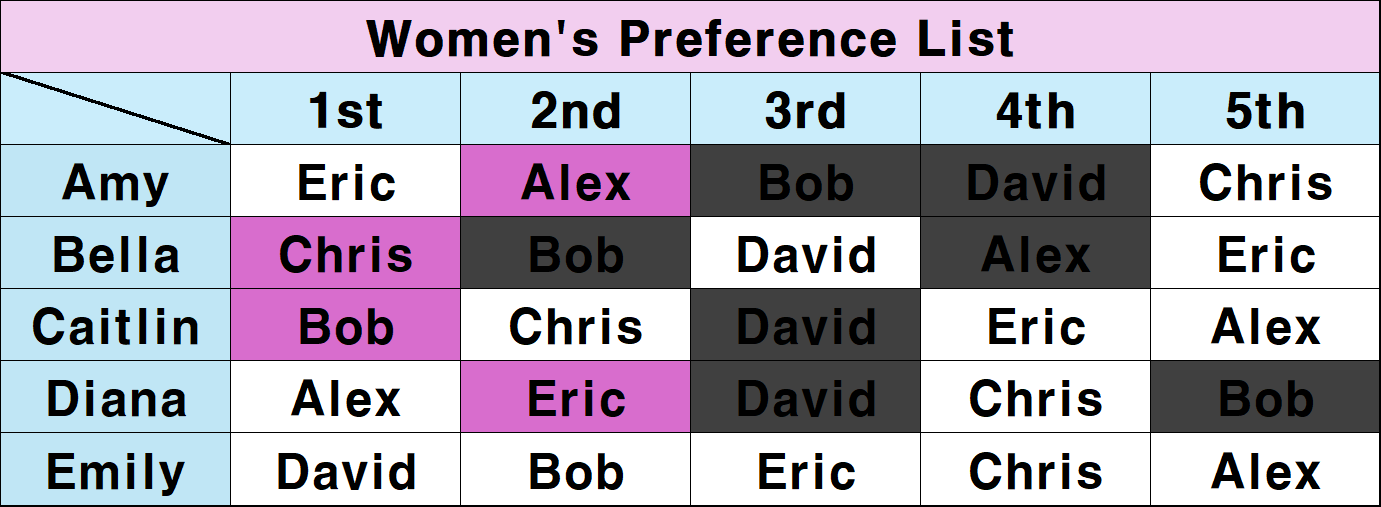 Women's Preference List
1st 2nd 3rd 4th 5th
Amy Eric Alex Bob David Chris
Bella Chris Bob David Alex Eric
Caitlin Bob Chris David Eric Alex
Diana Alex Eric David Chris Bob
Emily David Bob Eric Chris Alex